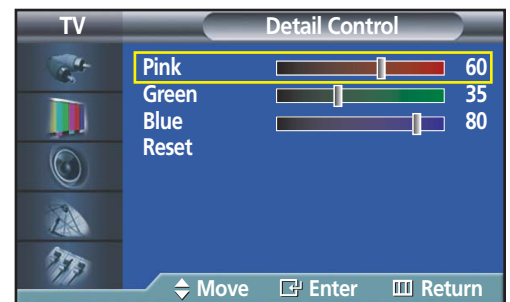 TV Detail Control
Pink 60
Green 35
Blue 80
Reset
Move Enter Return